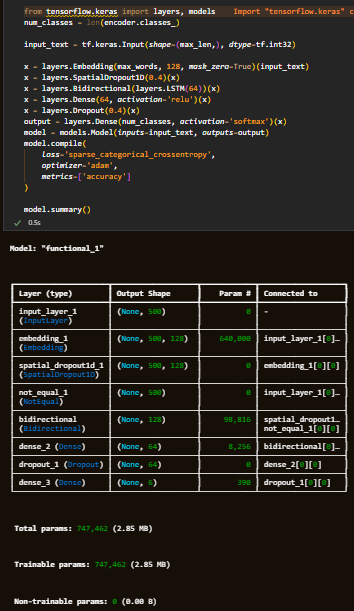 from tensorflow.keras import layers, models    Import "tensorflow.keras" c
num_classes = len(encoder.classes_)
input_text = tf.keras.Input(shape=(max_len,), dtype=tf.int32)
x = layers.Embedding(max_words, 128, mask_zero=True)(input_text)
x = layers.SpatialDropout1D(0.4)(x)
x = layers.Bidirectional(layers.LSTM(64))(x)
x = layers.Dense(64, activation='relu')(x)
x = layers.Dropout(0.4)(x)
output = layers.Dense(num_classes, activation='softmax')(x)
model = models.Model(inputs=input_text, outputs=output)
model.compile(
    loss='sparse_categorical_crossentropy',
    optimizer='adam',
    metrics=['accuracy']
)
model.summary()
✓ 0.5s
Model: "functional_1"
Layer (type) Output Shape Param # Connected to
input_layer_1 (None, 500) 0 -
(InputLayer)
embedding_1 (None, 500, 128) 640,000 input_layer_1[0]…
(Embedding)
spatial_dropout1d_1 (None, 500, 128) 0 embedding_1[0][0]
(SpatialDropout1D)
not_equal_1 (None, 500) 0 input_layer_1[0]…
(NotEqual)
bidirectional (None, 128) 98,816 spatial_dropout1…
(Bidirectional) not_equal_1[0][0]
dense_2 (Dense) (None, 64) 8,256 bidirectional[0]…
dropout_1 (Dropout) (None, 64) 0 dense_2[0][0]
dense_3 (Dense) (None, 6) 390 dropout_1[0][0]
Total params: 747,462 (2.85 MB)
Trainable params: 747,462 (2.85 MB)
Non-trainable params: 0 (0.00 B)